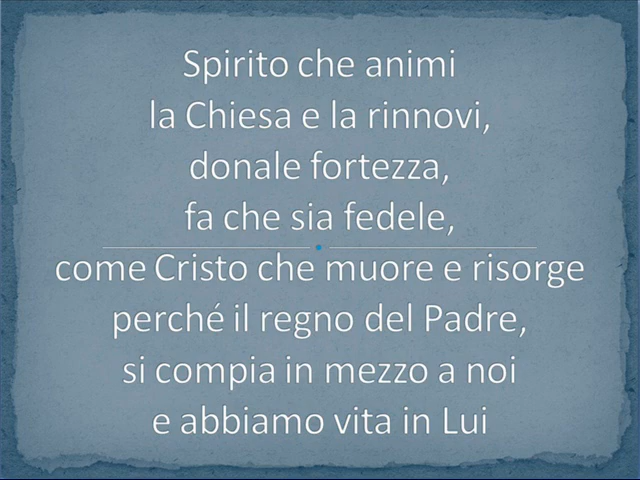 Spirito che animi
la Chiesa e la rinnovi,
donale fortezza,
fa che sia fedele,
come Cristo che muore e risorge
perché il regno del Padre,
si compia in mezzo a noi
e abbiamo vita in Lui